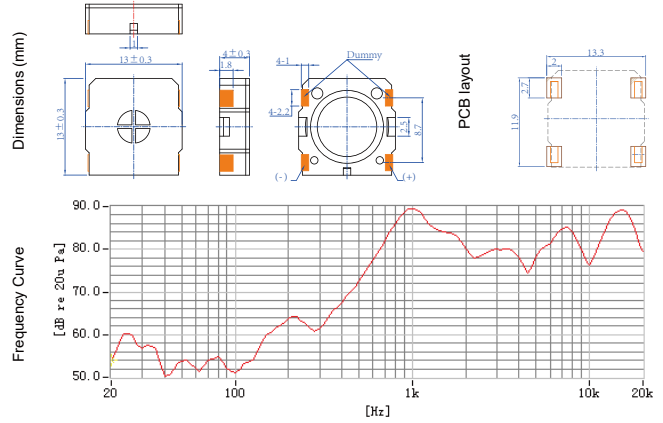 Dimensions (mm)
1
13±0.3
13±0.3
4±0.3
1.8
4-1
Dummy
4-2.2
2.5
8.7
(-)
(+)
PCB layout
13.3
2
2.7
11.9
Frequency Curve
[dB re 20u Pa]
90.0
80.0
70.0
60.0
50.0
20
100
1k
10k
20k
[Hz]